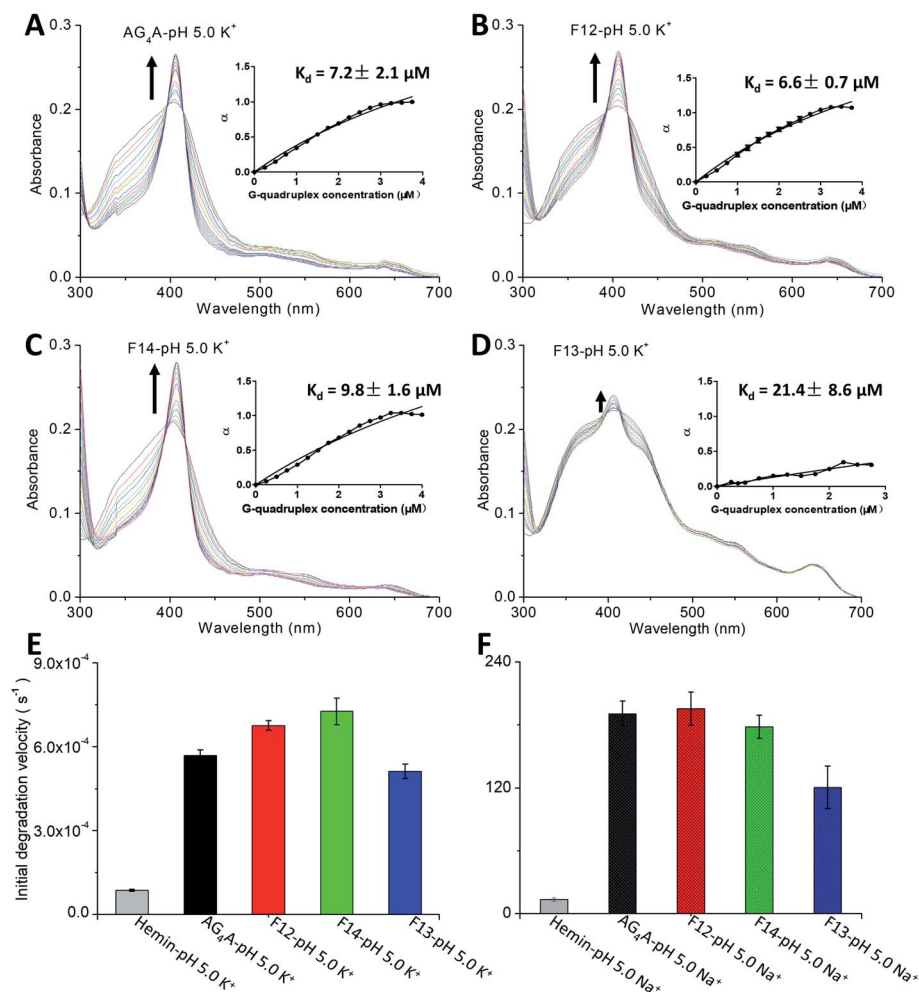 A
AG₄A-pH 5.0 K⁺
Kd = 7.2± 2.1 μM
α
1.5
1.0
0.5
0.0
0 1 2 3 4
G-quadruplex concentration (μM)
Absorbance
0.3
0.2
0.1
0.0
300 400 500 600 700
Wavelength (nm)
B
F12-pH 5.0 K⁺
Kd = 6.6± 0.7 μM
α
1.5
1.0
0.5
0.0
0 1 2 3 4
G-quadruplex concentration (μM)
Absorbance
0.3
0.2
0.1
0.0
300 400 500 600 700
Wavelength (nm)
C
F14-pH 5.0 K⁺
Kd = 9.8± 1.6 μM
α
1.5
1.0
0.5
0.0
0 1 2 3 4
G-quadruplex concentration (μM)
Absorbance
0.3
0.2
0.1
0.0
300 400 500 600 700
Wavelength (nm)
D
F13-pH 5.0 K⁺
Kd = 21.4± 8.6 μM
α
1.5
1.0
0.5
0.0
0 1 2 3
G-quadruplex concentration (μM)
Absorbance
0.3
0.2
0.1
0.0
300 400 500 600 700
Wavelength (nm)
E
Initial degradation velocity ( s⁻¹)
9.0x10⁻⁴
6.0x10⁻⁴
3.0x10⁻⁴
0.0
Hemin-pH 5.0 K⁺
AG₄A-pH 5.0 K⁺
F12-pH 5.0 K⁺
F14-pH 5.0 K⁺
F13-pH 5.0 K⁺
F
240
120
0
Hemin-pH 5.0 Na⁺
AG₄A-pH 5.0 Na⁺
F12-pH 5.0 Na⁺
F14-pH 5.0 Na⁺
F13-pH 5.0 Na⁺